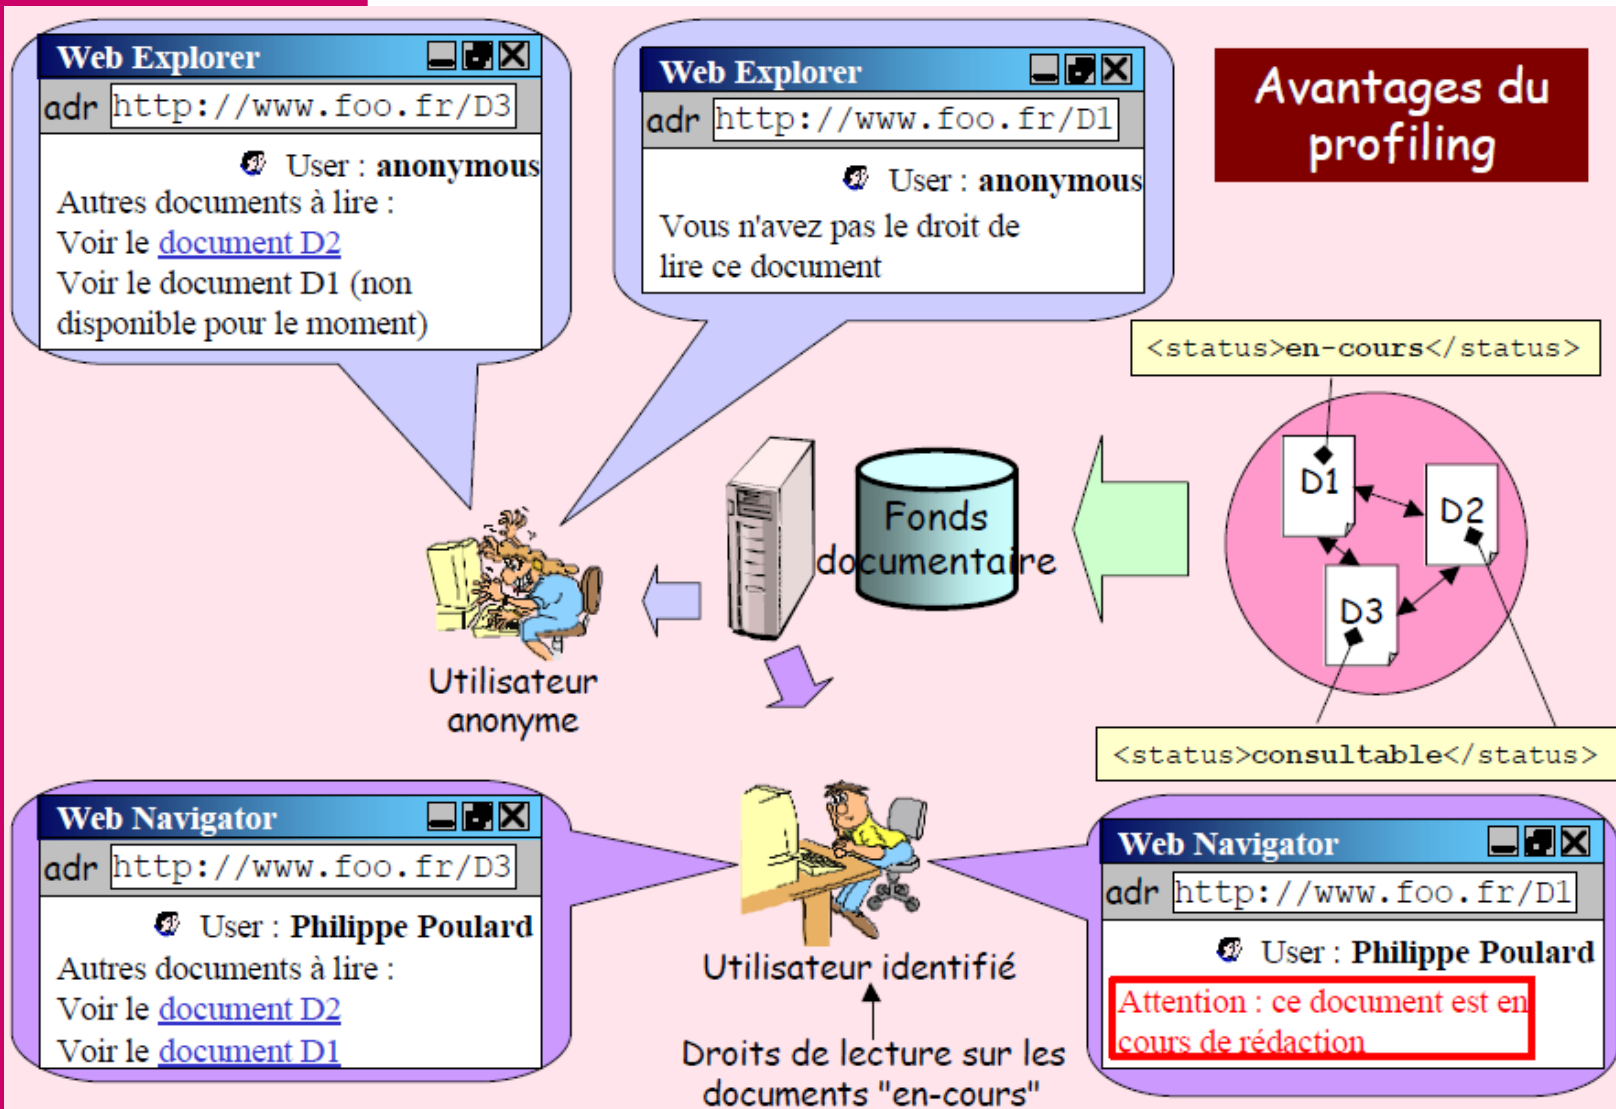 Web Explorer
adr http://www.foo.fr/D3
User : anonymous
Autres documents à lire :
Voir le document D2
Voir le document D1 (non
disponible pour le moment)
Web Explorer
adr http://www.foo.fr/D1
User : anonymous
Vous n'avez pas le droit de
lire ce document
Avantages du
profiling
<status>en-cours</status>
D1
D2
D3
Fonds
documentaire
Utilisateur
anonyme
<status>consultable</status>
Web Navigator
adr http://www.foo.fr/D3
User : Philippe Poulard
Autres documents à lire :
Voir le document D2
Voir le document D1
Utilisateur identifié
Droits de lecture sur les
documents "en-cours"
Web Navigator
adr http://www.foo.fr/D1
User : Philippe Poulard
Attention : ce document est en
cours de rédaction